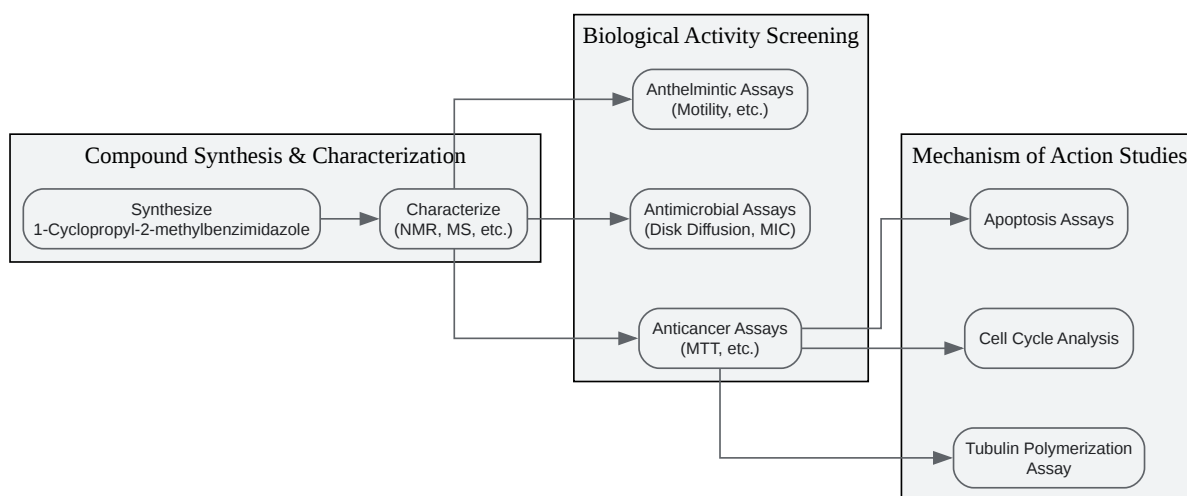 Compound Synthesis & Characterization
Synthesize
1-Cyclopropyl-2-methylbenzimidazole
Characterize
(NMR, MS, etc.)
Biological Activity Screening
Anthelmintic Assays
(Motility, etc.)
Antimicrobial Assays
(Disk Diffusion, MIC)
Anticancer Assays
(MTT, etc.)
Mechanism of Action Studies
Apoptosis Assays
Cell Cycle Analysis
Tubulin Polymerization
Assay